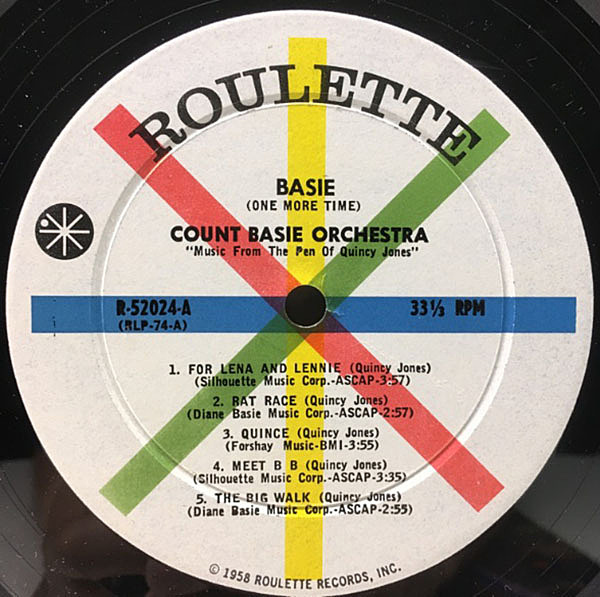 ROULETTE
BASIE
(ONE MORE TIME)
COUNT BASIE ORCHESTRA
"Music From The Pen Of Quincy Jones"
R-52024-A
(RLP-74-A)
33⅓ RPM
1. FOR LENA AND LENNIE (Quincy Jones)
(Silhouette Music Corp.-ASCAP-3:57)
2. RAT RACE (Quincy Jones)
(Diane Basie Music Corp.-ASCAP-2:57)
3. QUINCE (Quincy Jones)
(Forshay Music-BMI-3:55)
4. MEET B B (Quincy Jones)
(Silhouette Music Corp.-ASCAP-3:35)
5. THE BIG WALK (Quincy Jones)
(Diane Basie Music Corp.-ASCAP-2:55)
© 1958 ROULETTE RECORDS, INC.